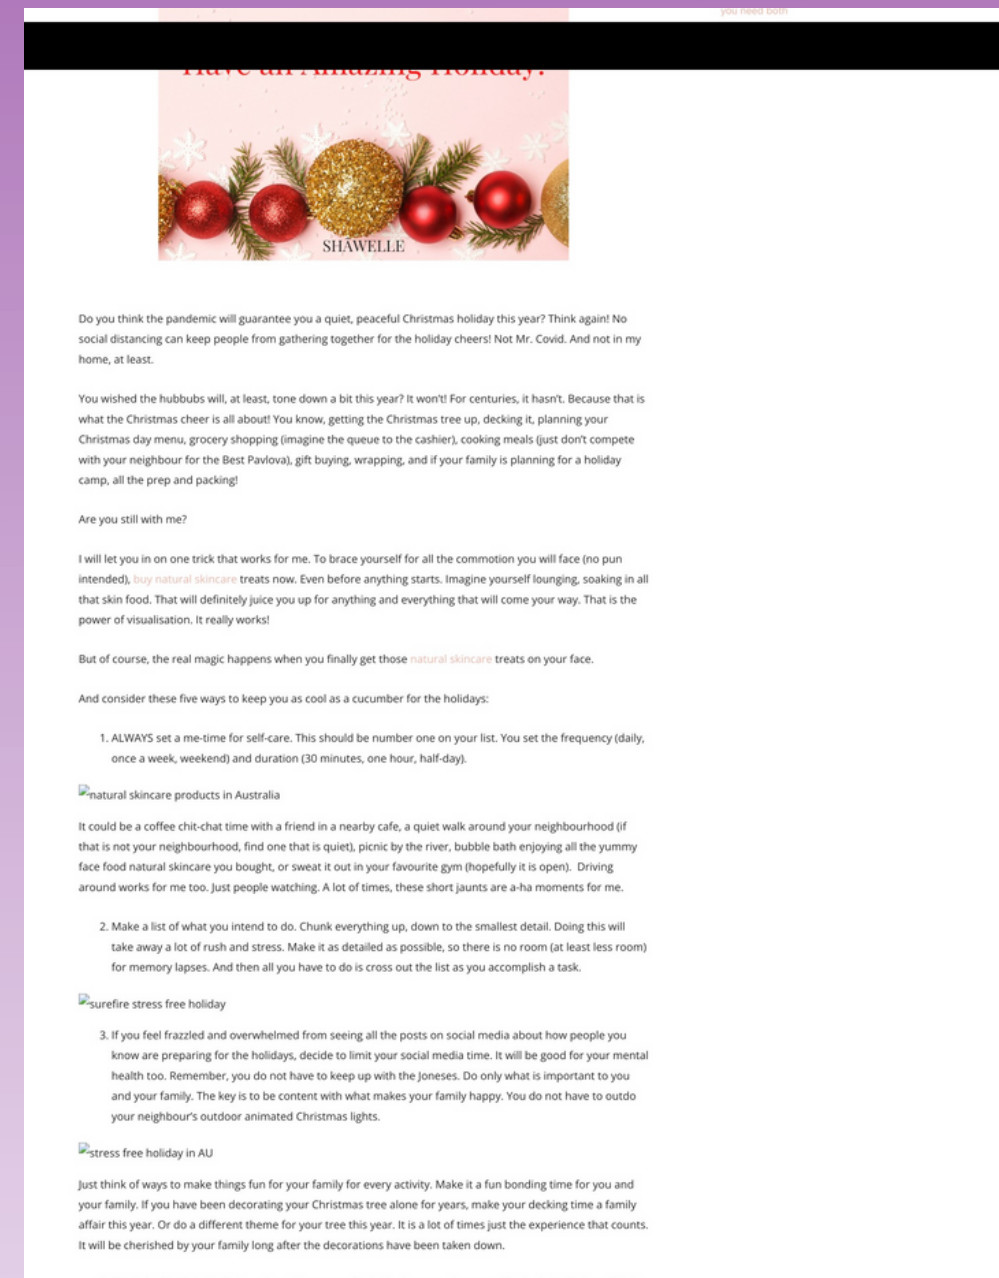 you need both
Have an Amazing Holiday!
SHĀWELLE
Do you think the pandemic will guarantee you a quiet, peaceful Christmas holiday this year? Think again! No
social distancing can keep people from gathering together for the holiday cheers! Not Mr. Covid. And not in my
home, at least.
You wished the hubbubs will, at least, tone down a bit this year? It won't! For centuries, it hasn't. Because that is
what the Christmas cheer is all about! You know, getting the Christmas tree up, decking it, planning your
Christmas day menu, grocery shopping (imagine the queue to the cashier), cooking meals (just don't compete
with your neighbour for the Best Pavlova), gift buying, wrapping, and if your family is planning for a holiday
camp, all the prep and packing!
Are you still with me?
I will let you in on one trick that works for me. To brace yourself for all the commotion you will face (no pun
intended), buy natural skincare treats now. Even before anything starts. Imagine yourself lounging, soaking in all
that skin food. That will definitely juice you up for anything and everything that will come your way. That is the
power of visualisation. It really works!
But of course, the real magic happens when you finally get those natural skincare treats on your face.
And consider these five ways to keep you as cool as a cucumber for the holidays:
1. ALWAYS set a me-time for self-care. This should be number one on your list. You set the frequency (daily,
once a week, weekend) and duration (30 minutes, one hour, half-day).
natural skincare products in Australia
It could be a coffee chit-chat time with a friend in a nearby cafe, a quiet walk around your neighbourhood (if
that is not your neighbourhood, find one that is quiet), picnic by the river, bubble bath enjoying all the yummy
face food natural skincare you bought, or sweat it out in your favourite gym (hopefully it is open). Driving
around works for me too. Just people watching. A lot of times, these short jaunts are a-ha moments for me.
2. Make a list of what you intend to do. Chunk everything up, down to the smallest detail. Doing this will
take away a lot of rush and stress. Make it as detailed as possible, so there is no room (at least less room)
for memory lapses. And then all you have to do is cross out the list as you accomplish a task.
surefire stress free holiday
3. If you feel frazzled and overwhelmed from seeing all the posts on social media about how people you
know are preparing for the holidays, decide to limit your social media time. It will be good for your mental
health too. Remember, you do not have to keep up with the Joneses. Do only what is important to you
and your family. The key is to be content with what makes your family happy. You do not have to outdo
your neighbour's outdoor animated Christmas lights.
stress free holiday in AU
Just think of ways to make things fun for your family for every activity. Make it a fun bonding time for you and
your family. If you have been decorating your Christmas tree alone for years, make your decking time a family
affair this year. Or do a different theme for your tree this year. It is a lot of times just the experience that counts.
It will be cherished by your family long after the decorations have been taken down.